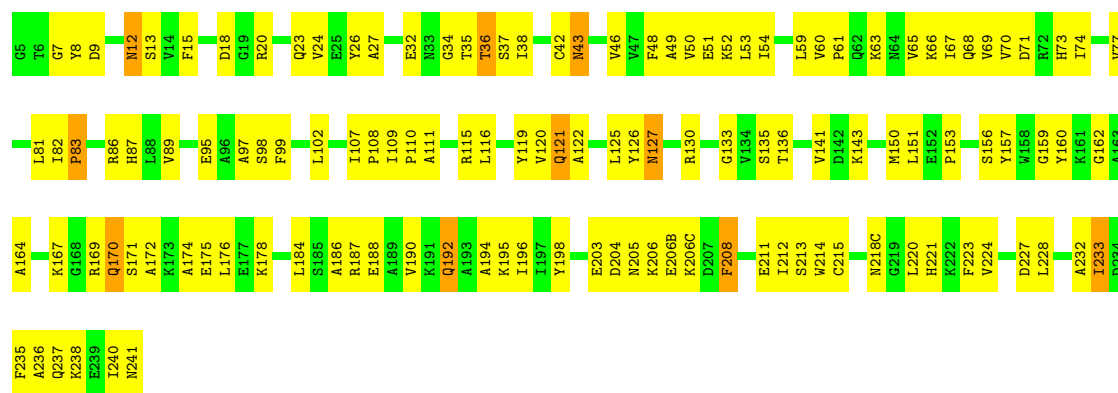 G5 T6 G7 Y8 D9 N12 S13 V14 F15 D18 G19 R20 Q23 V24 E25 Y26 A27 E32 N33 G34 T35 T36 S37 I38 C42 N43 V46 V47 F48 A49 V50 E51 K52 L53 I54 L59 V60 P61 Q62 K63 N64 V65 K66 I67 Q68 V69 V70 D71 R72 H73 I74 V77
L81 I82 P83 R86 H87 L88 V89 E95 A96 A97 S98 F99 L102 I107 P108 I109 P110 A111 R115 L116 Y119 V120 Q121 A122 L125 Y126 N127 R130 G133 V134 S135 T136 V141 D142 K143 M150 L151 E152 P153 S156 Y157 W158 G159 Y160 K161 G162 A163
A164 K167 G168 R169 Q170 S171 A172 K173 A174 E175 L176 E177 K178 L184 S185 A186 R187 E188 A189 V190 K191 Q192 A193 A194 K195 I196 I197 Y198 E203 D204 N205 K206 E206B K206C D207 F208 E211 I212 S213 W214 C215 N218C G219 L220 H221 K222 F223 V224 D227 L228 A232 I233 D234
F235 A236 Q237 K238 E239 I240 N241